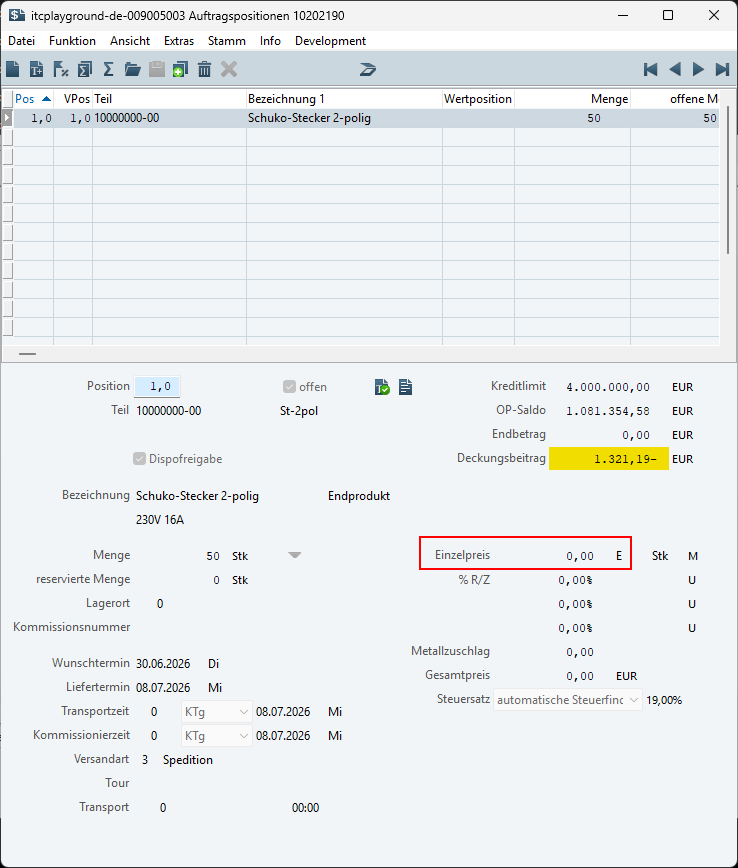 itcplayground-de-009005003 Auftragspositionen 10202190
Datei Funktion Ansicht Extras Stamm Info Development
Pos VPos Teil Bezeichnung 1 Wertposition Menge offene M
1,0 1,0 10000000-00 Schuko-Stecker 2-polig 50 50
Position 1,0 offen Kreditlimit 4.000.000,00 EUR
Teil 10000000-00 St-2pol OP-Saldo 1.081.354,58 EUR
Endbetrag 0,00 EUR
Dispofreigabe Deckungsbeitrag 1.321,19- EUR
Bezeichnung Schuko-Stecker 2-polig Endprodukt
230V 16A
Menge 50 Stk Einzelpreis 0,00 E Stk M
reservierte Menge 0 Stk % R/Z 0,00% U
Lagerort 0 0,00% U
Kommissionsnummer 0,00% U
Metallzuschlag 0,00
Wunschtermin 30.06.2026 Di
Gesamtpreis 0,00 EUR
Liefertermin 08.07.2026 Mi
Steuersatz automatische Steuerfinc 19,00%
Transportzeit 0 KTg 08.07.2026 Mi
Kommissionierzeit 0 KTg 08.07.2026 Mi
Versandart 3 Spedition
Tour
Transport 0 00:00